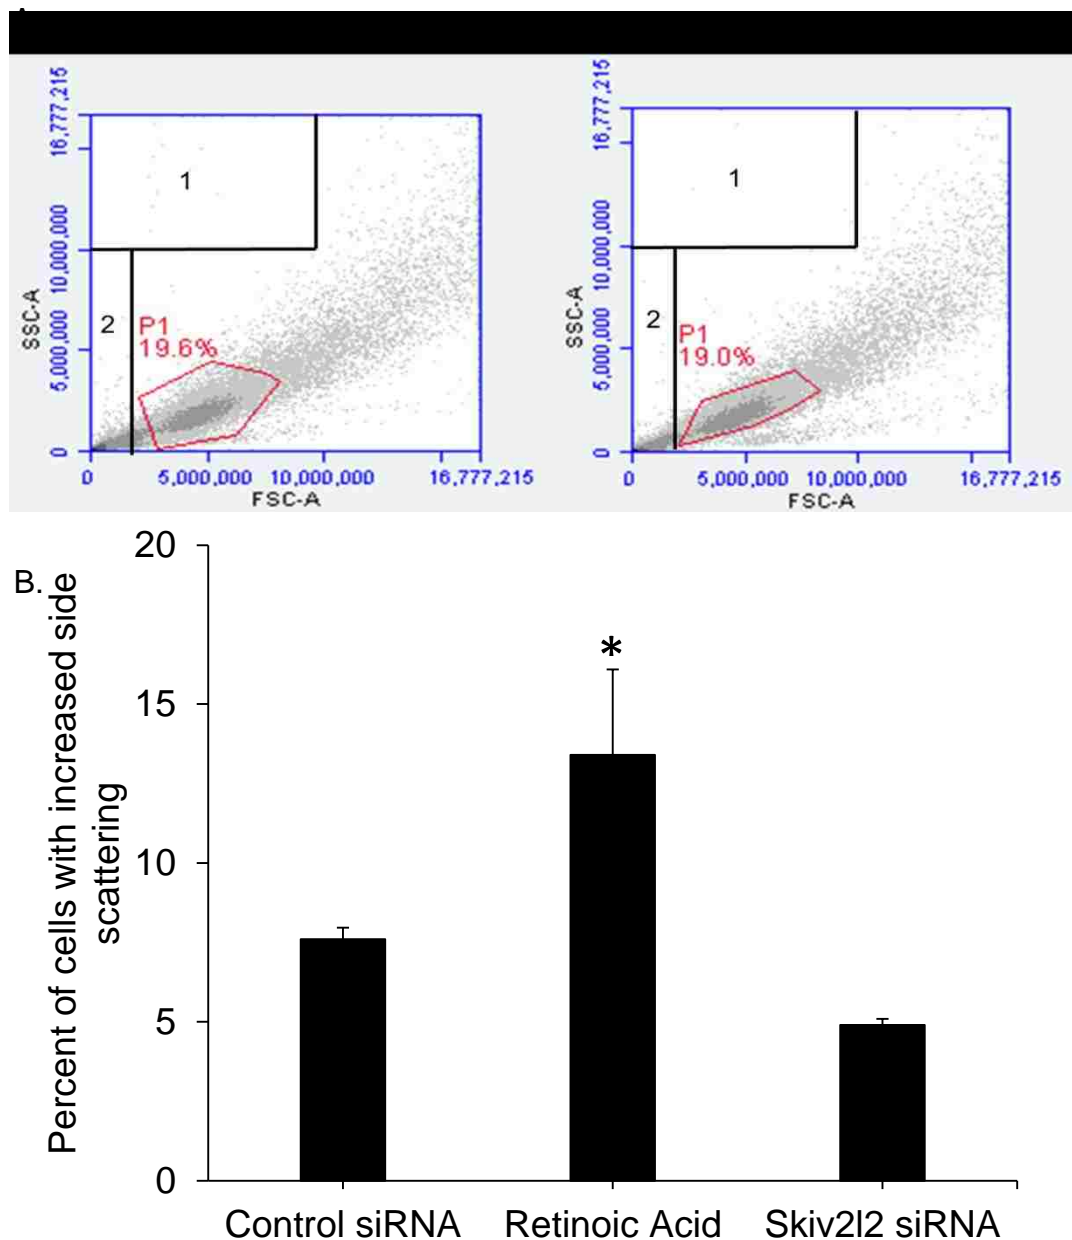 16,777,215
10,000,000
5,000,000
0
SSC-A
1
2
P1
19.6%
0
5,000,000
10,000,000
16,777,215
FSC-A
16,777,215
10,000,000
5,000,000
0
SSC-A
1
2
P1
19.0%
0
5,000,000
10,000,000
16,777,215
FSC-A
B.
Percent of cells with increased side
scattering
20
15
10
5
0
*
Control siRNA
Retinoic Acid
Skiv2l2 siRNA